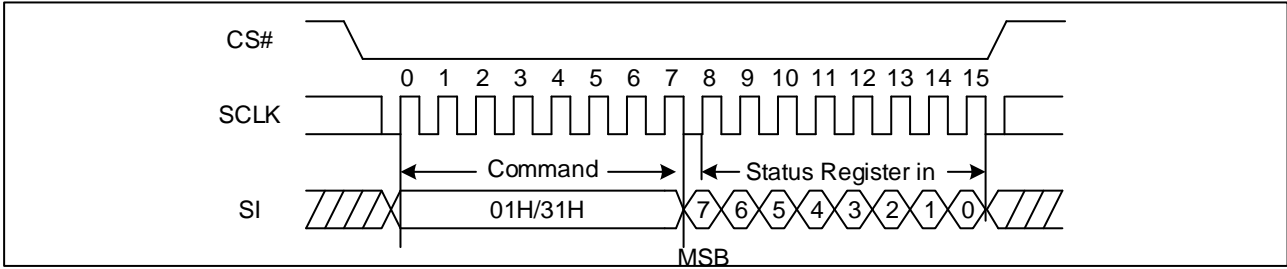 CS#
0 1 2 3 4 5 6 7 8 9 10 11 12 13 14 15
SCLK
Command Status Register in
SI 01H/31H 7 6 5 4 3 2 1 0
MSB